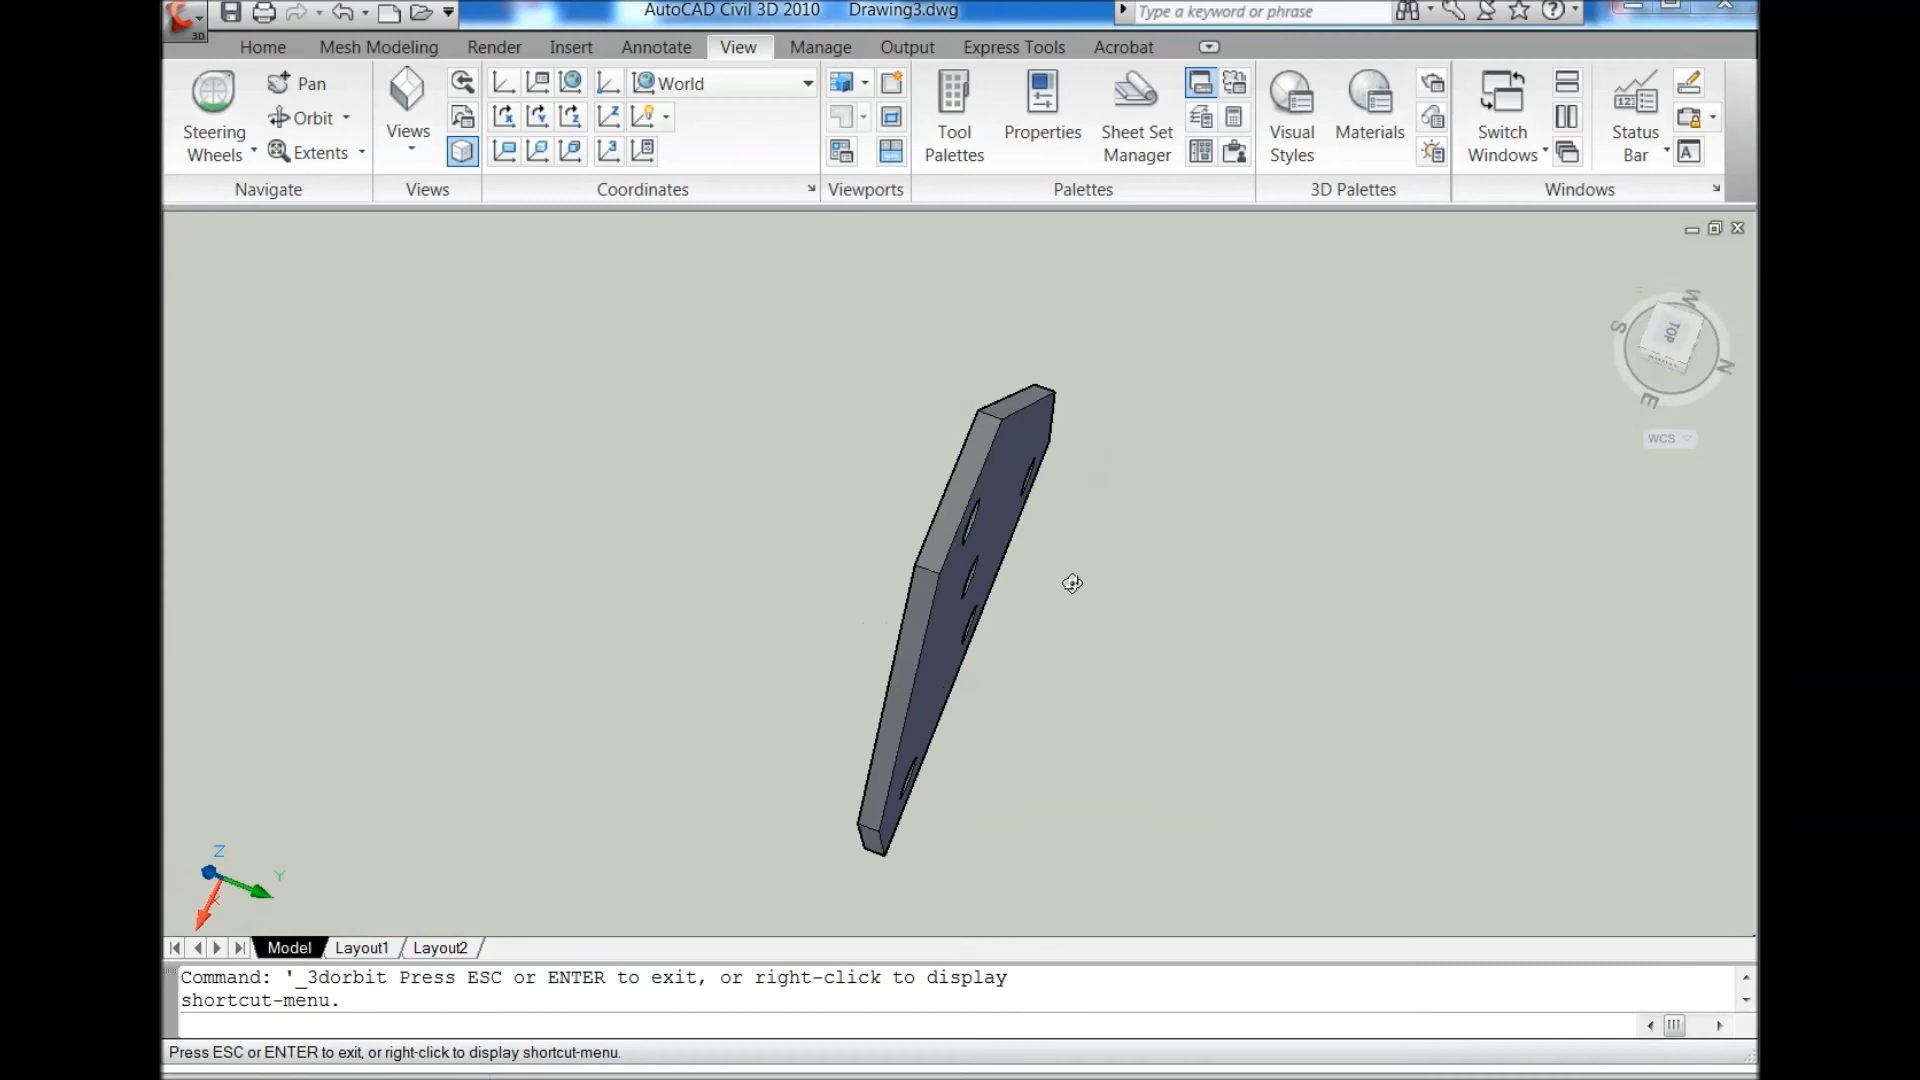 AutoCAD Civil 3D 2010 Drawing3.dwg
Type a keyword or phrase
3D
Home Mesh Modeling Render Insert Annotate View Manage Output Express Tools Acrobat
Steering
Wheels
Pan
Orbit
Extents
Views
World
Tool
Palettes
Properties
Sheet Set
Manager
Visual
Styles
Materials
Switch
Windows
Status
Bar
Navigate Views Coordinates Viewports Palettes 3D Palettes Windows
W
S
TOP
N
E
WCS
Z
Y
X
Model Layout1 Layout2
Command: '_3dorbit Press ESC or ENTER to exit, or right-click to display
shortcut-menu.
Press ESC or ENTER to exit, or right-click to display shortcut-menu.